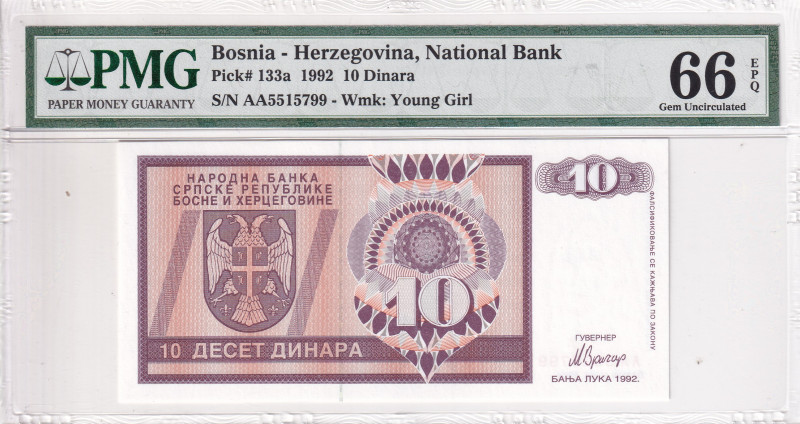 PMG
PAPER MONEY GUARANTY
Bosnia - Herzegovina, National Bank
Pick# 133a 1992 10 Dinara
S/N AA5515799 - Wmk: Young Girl
66 EPQ
Gem Uncirculated
НАРОДНА БАНКА
СРПСКЕ РЕПУБЛИКЕ
БОСНЕ И ХЕРЦЕГОВИНЕ
10
10
ФАЛСИФИКОВАЊЕ СЕ КАЖЊАВА ПО ЗАКОНУ
10 ДЕСЕТ ДИНАРА
ГУВЕРНЕР
БАЊА ЛУКА 1992.